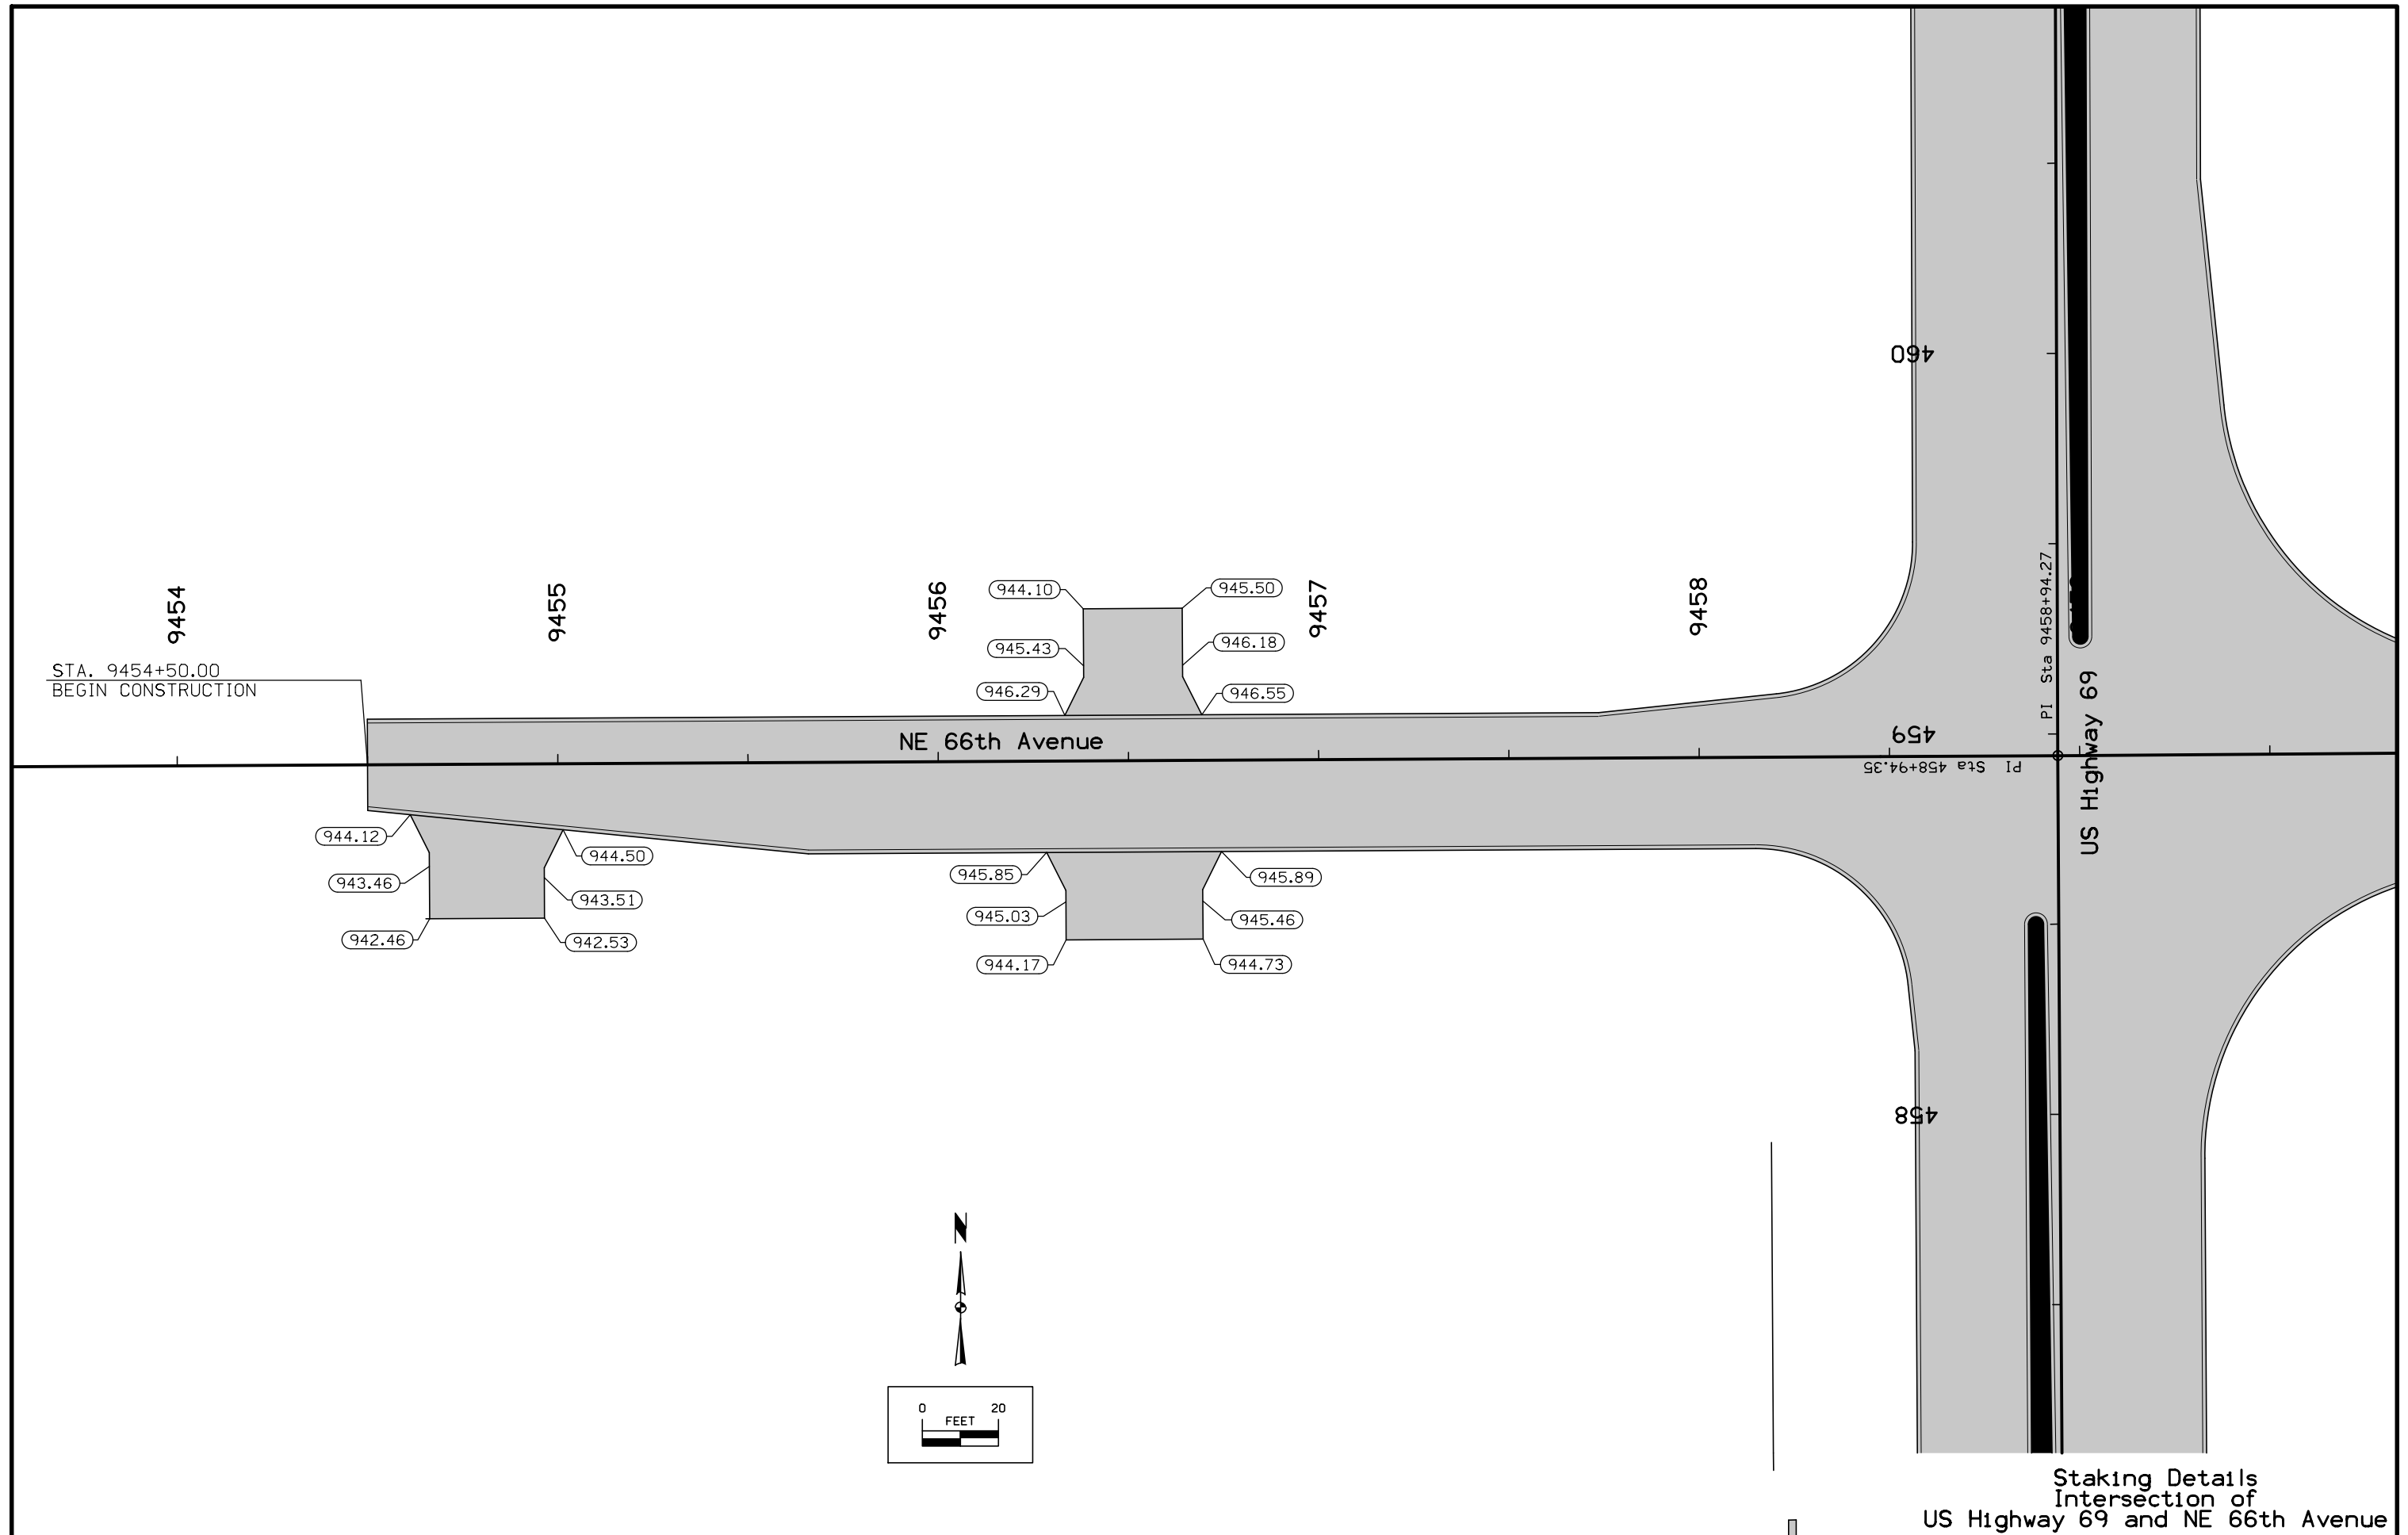 460
9454
9455
9456
9457
9458
944.10
945.50
945.43
946.18
946.29
946.55
STA. 9454+50.00
BEGIN CONSTRUCTION
PI Sta 9458+94.27
US Highway 69
NE 66th Avenue
459
PI Sta 458+94.35
944.12
944.50
943.46
943.51
942.46
942.53
945.85
945.89
945.03
945.46
944.17
944.73
458
N
0 20
FEET
Staking Details
Intersection of
US Highway 69 and NE 66th Avenue